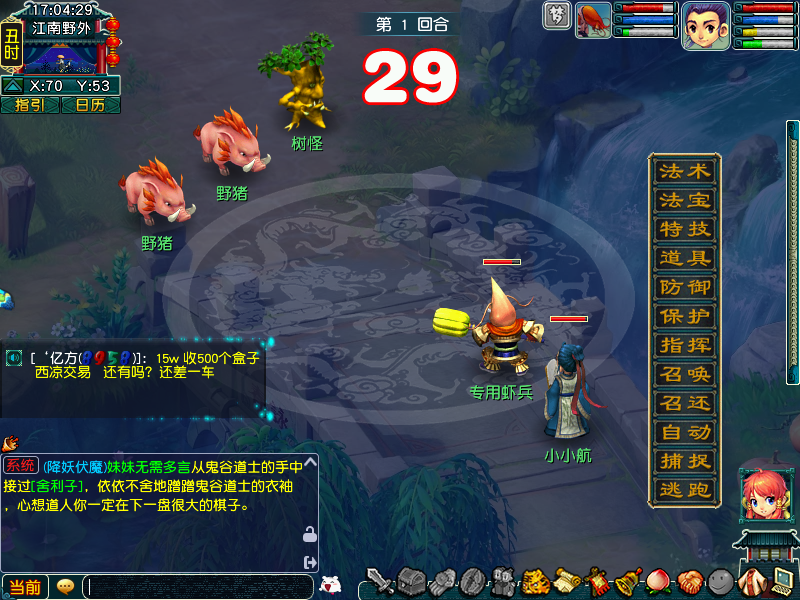 17:04:29
江南野外
丑时
X:70 Y:53
指引 日历
第 1 回合
29
梦
树怪
野猪
野猪
法术
法宝
特技
道具
防御
保护
指挥
召唤
召还
自动
捕捉
逃跑
专用虾兵
小小航
[ ‘亿方(8958)]: 15w 收500个盒子
西凉交易 还有吗? 还差一车
系统 (降妖伏魔)妹妹无需多言从鬼谷道士的手中
接过[舍利子], 依依不舍地蹭蹭鬼谷道士的衣袖
, 心想道人你一定在下一盘很大的棋子。
当前